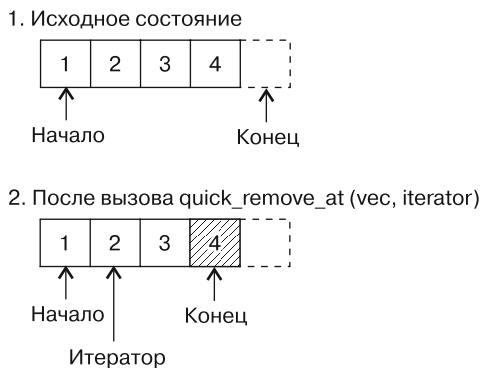 1. Исходное состояние
1 2 3 4
Начало
Конец
2. После вызова quick_remove_at (vec, iterator)
1 2 3 4
Начало
Конец
Итератор